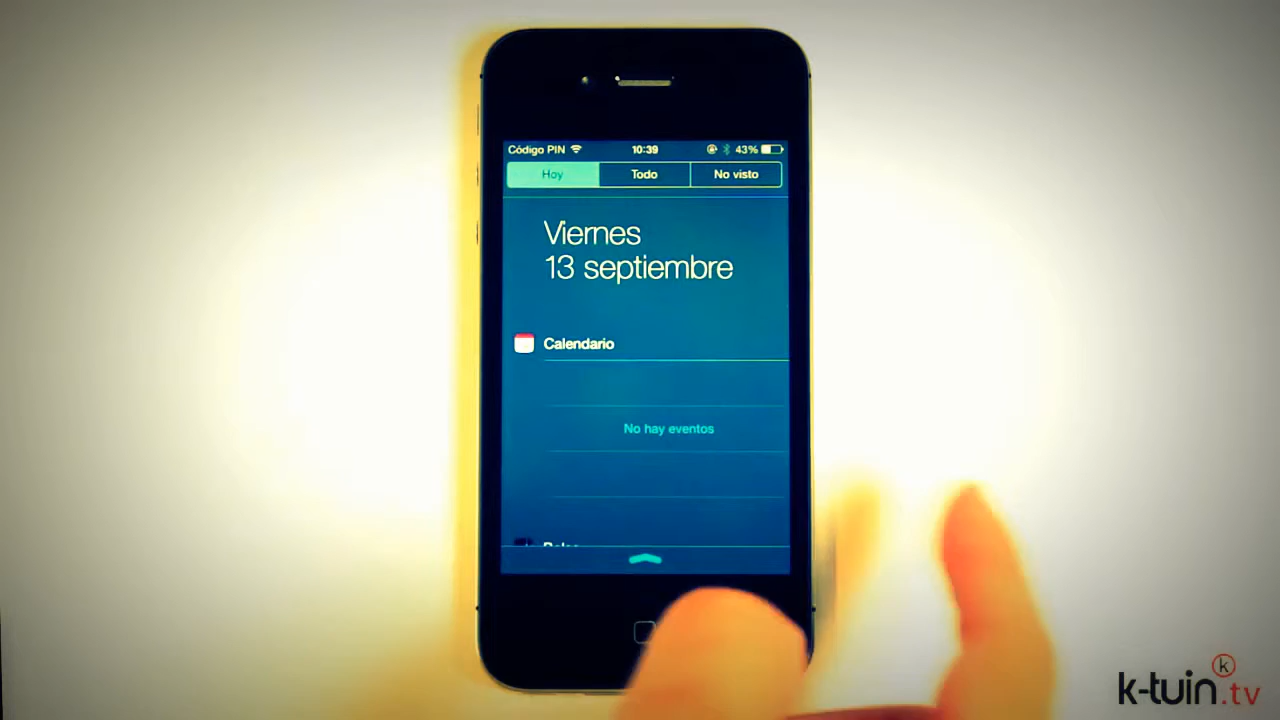 Código PIN 10:39 43%
Hoy Todo No visto
Viernes
13 septiembre
Calendario
No hay eventos
k-tuin.tv
k